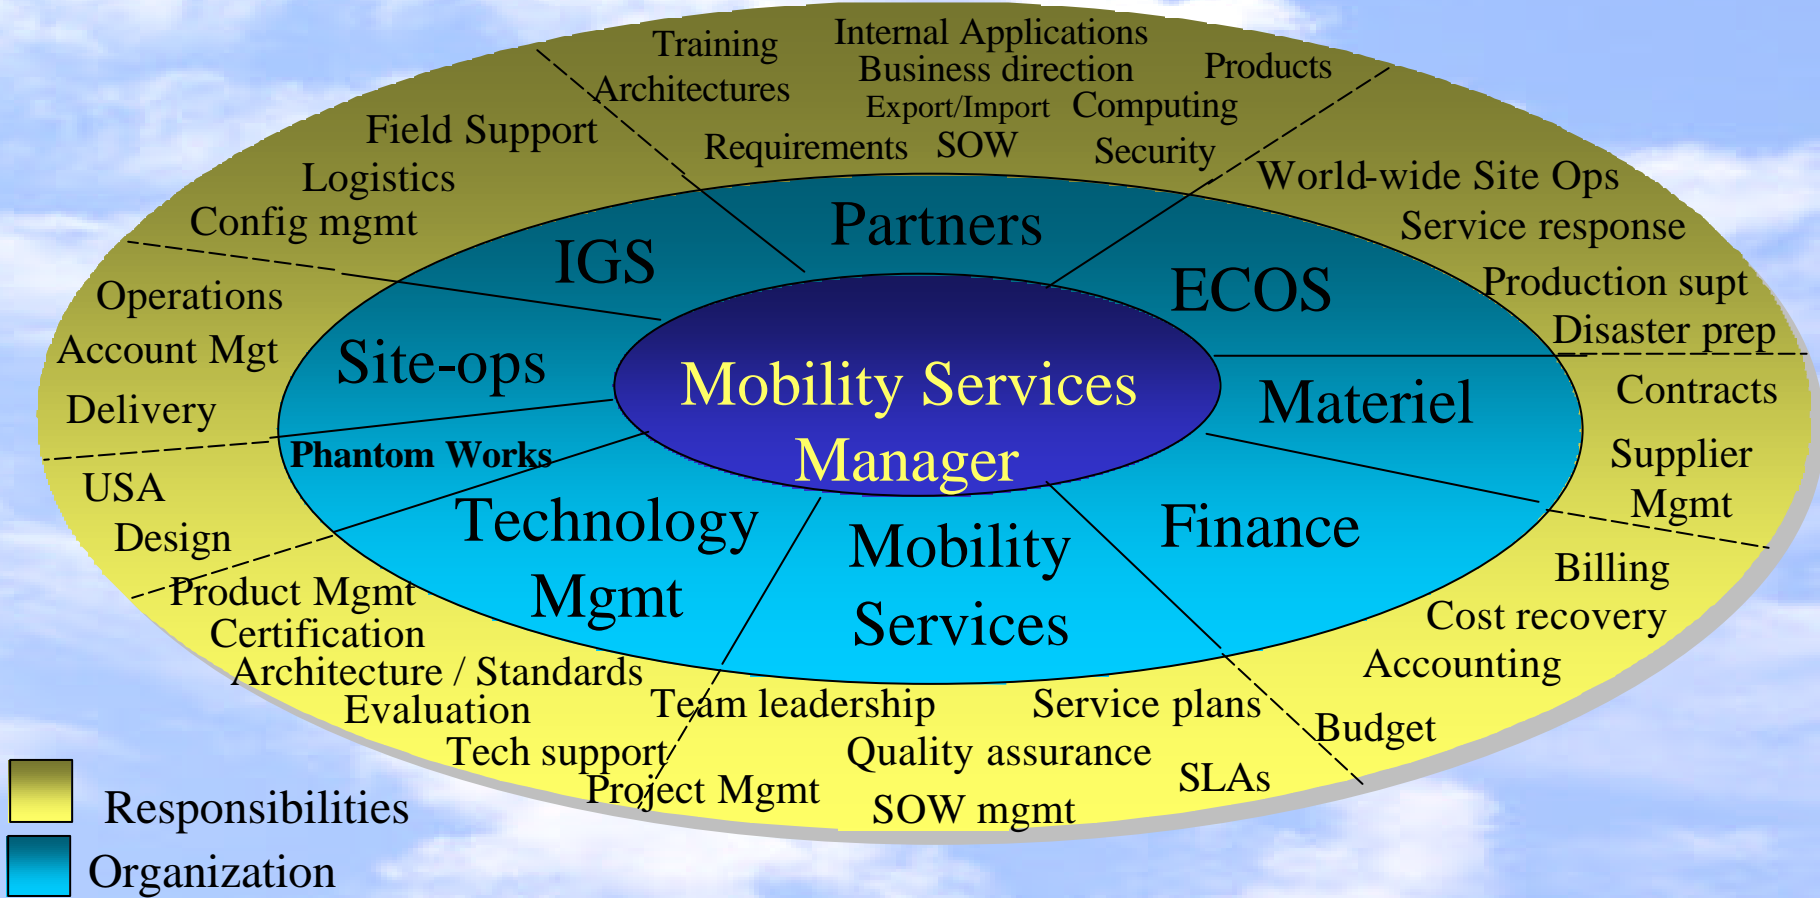 Training
Architectures
Internal Applications
Business direction
Export/Import
Computing
Products
Requirements
SOW
Security
Field Support
Logistics
Config mgmt
World-wide Site Ops
Service response
Production supt
Disaster prep
Operations
Account Mgt
Delivery
Partners
IGS
ECOS
Site-ops
Materiel
Mobility Services
Manager
Contracts
Supplier
Mgmt
Phantom Works
USA
Design
Technology
Mgmt
Mobility
Services
Finance
Billing
Cost recovery
Accounting
Budget
Product Mgmt
Certification
Architecture / Standards
Evaluation
Tech support
Team leadership
Service plans
Quality assurance
Project Mgmt
SOW mgmt
SLAs
Responsibilities
Organization